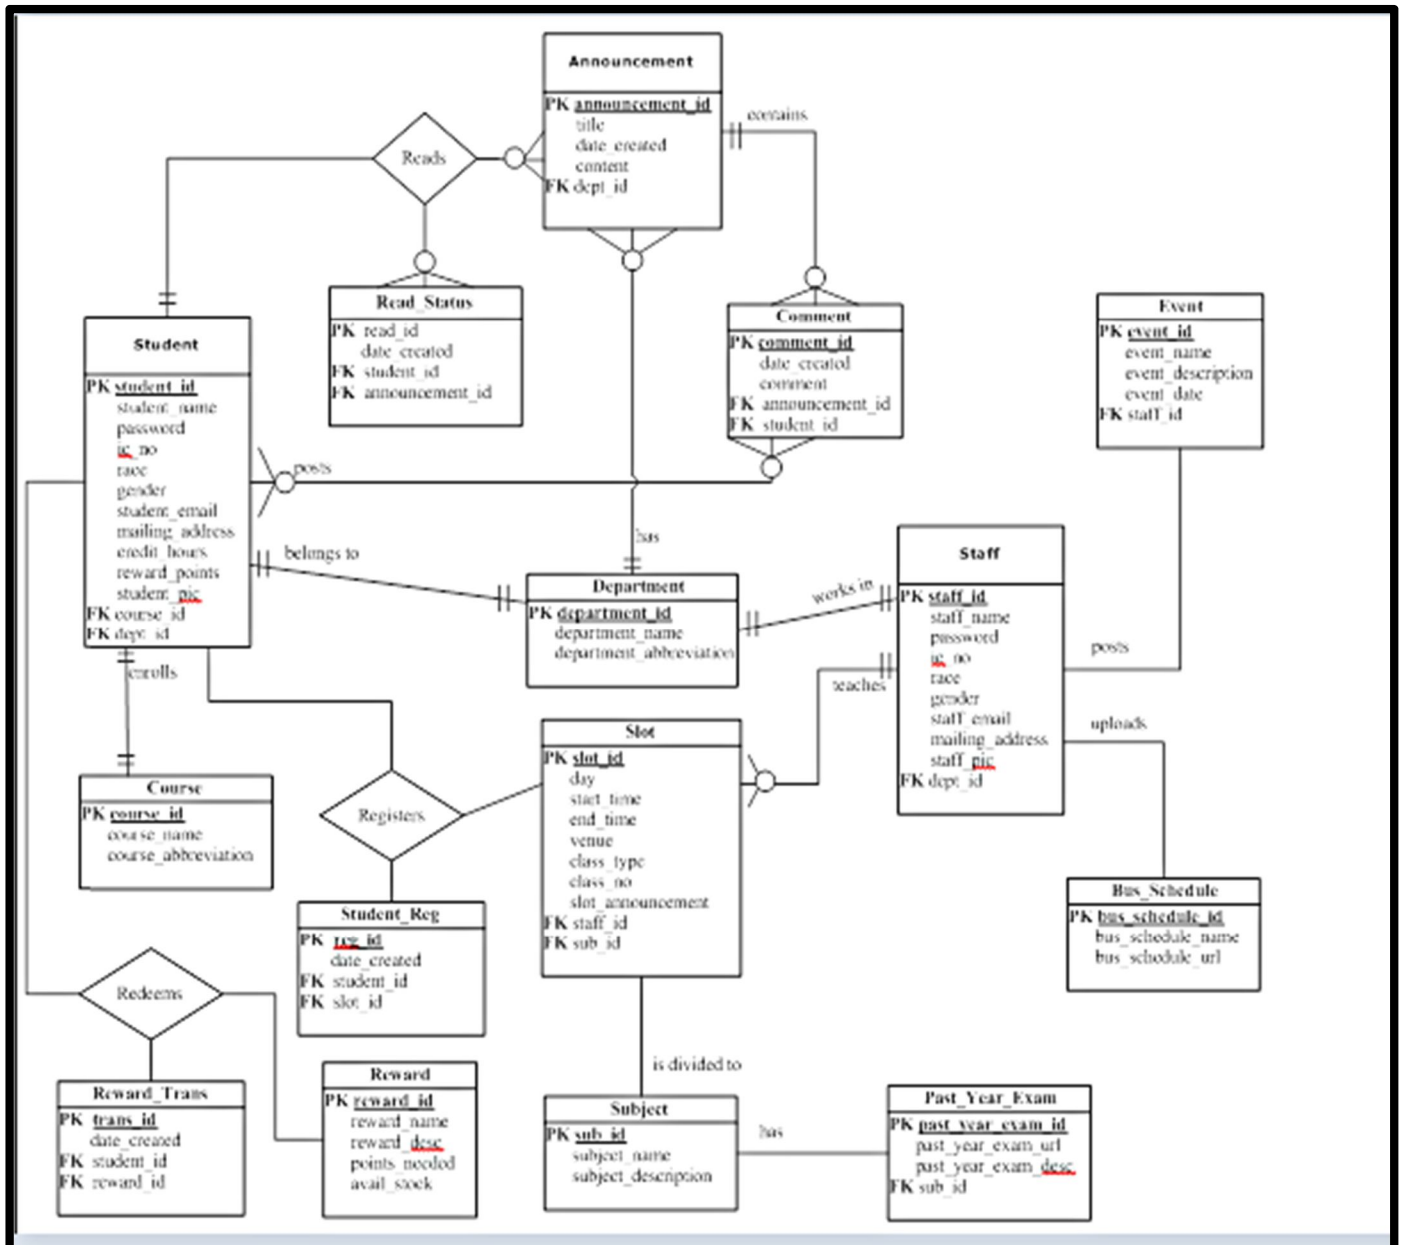 Announcement
PK announcement_id
title
date_created
content
FK dept_id
contains
Reads
Read_Status
PK read_id
date_created
FK student_id
FK announcement_id
Comment
PK comment_id
date_created
comment
FK announcement_id
FK student_id
Event
PK event_id
event_name
event_description
event_date
FK staff_id
Student
PK student_id
student_name
password
ic_no
race
gender
student_email
mailing_address
credit_hours
reward_points
student_pic
FK course_id
FK dept_id
posts
belongs to
has
Department
PK department_id
department_name
department_abbreviation
works in
Staff
PK staff_id
staff_name
password
ic_no
race
gender
staff_email
mailing_address
staff_pic
FK dept_id
posts
uploads
teaches
enrolls
Course
PK course_id
course_name
course_abbreviation
Registers
Slot
PK slot_id
day
start_time
end_time
venue
class_type
class_no
slot_announcement
FK staff_id
FK sub_id
Student_Reg
PK reg_id
date_created
FK student_id
FK slot_id
Bus_Schedule
PK bus_schedule_id
bus_schedule_name
bus_schedule_url
Redeems
Reward_Trans
PK trans_id
date_created
FK student_id
FK reward_id
Reward
PK reward_id
reward_name
reward_desc
points_needed
avail_stock
is divided to
Subject
PK sub_id
subject_name
subject_description
has
Past_Year_Exam
PK past_year_exam_id
past_year_exam_url
past_year_exam_desc
FK sub_id